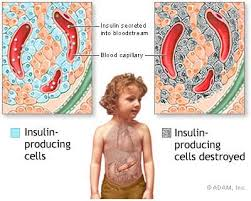 Insulin secreted
into bloodstream
Blood capillary
Insulin-
producing
cells
Insulin-
producing
cells destroyed
© ADAM, Inc.